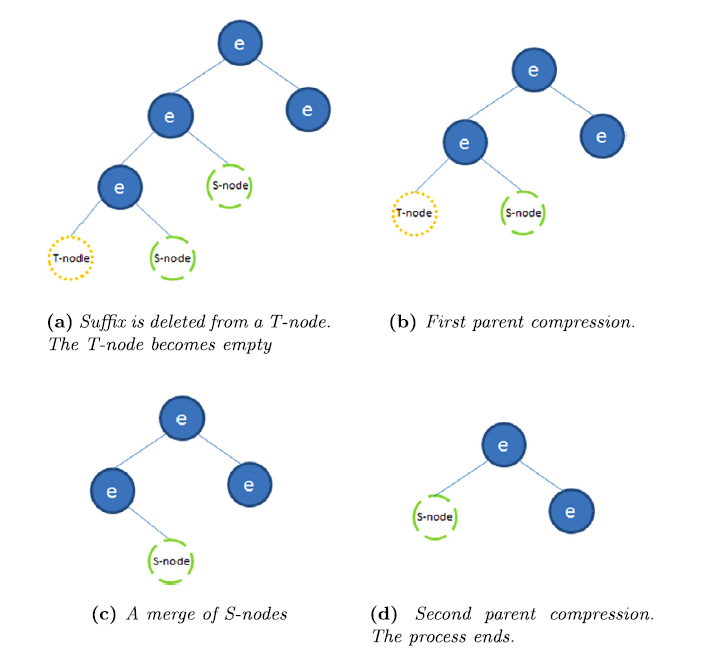 e
e
e
e
S-node
T-node
S-node
(a) Suffix is deleted from a T-node.
The T-node becomes empty
e
e
e
T-node
S-node
(b) First parent compression.
e
e
e
S-node
(c) A merge of S-nodes
e
S-node
e
(d) Second parent compression.
The process ends.